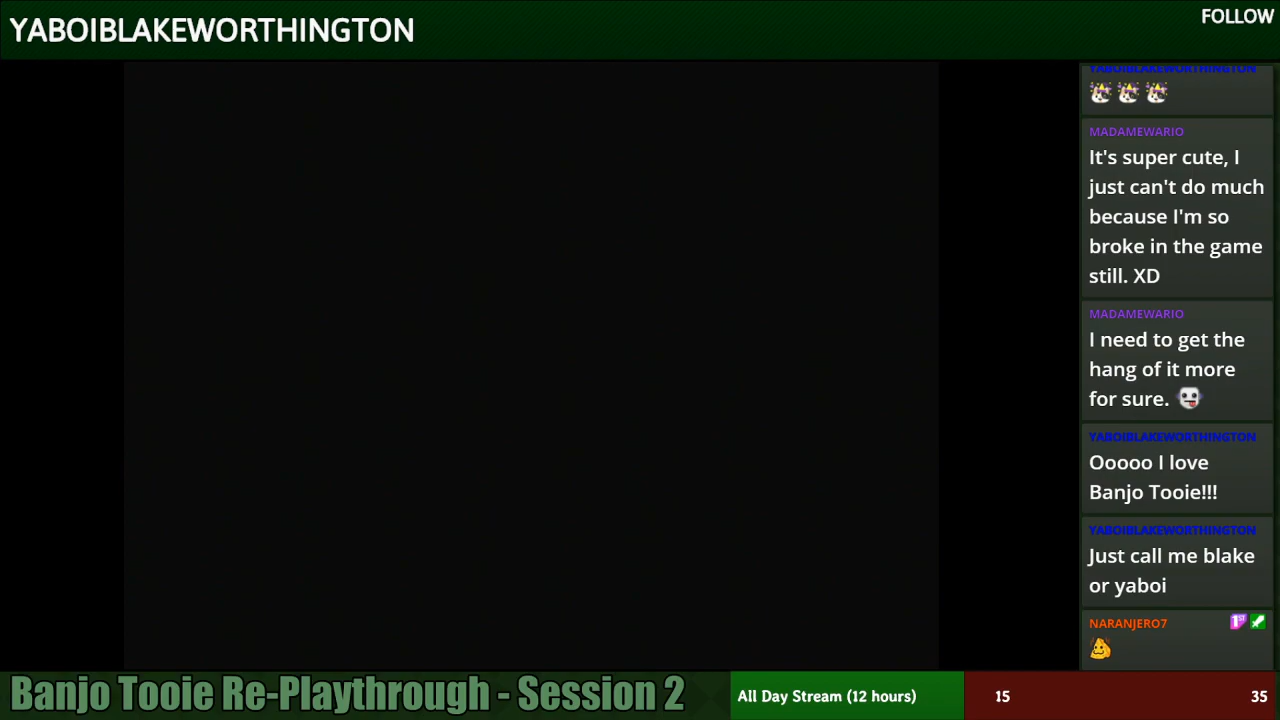 YABOIBLAKEWORTHINGTON
FOLLOW
YABOIBLAKEWORTHINGTON
MADAMEWARIO
It's super cute, I
just can't do much
because I'm so
broke in the game
still. XD
MADAMEWARIO
I need to get the
hang of it more
for sure.
YABOIBLAKEWORTHINGTON
Ooooo I love
Banjo Tooie!!!
YABOIBLAKEWORTHINGTON
Just call me blake
or yaboi
NARANJERO7
1ST
Banjo Tooie Re-Playthrough - Session 2
All Day Stream (12 hours)
15
35